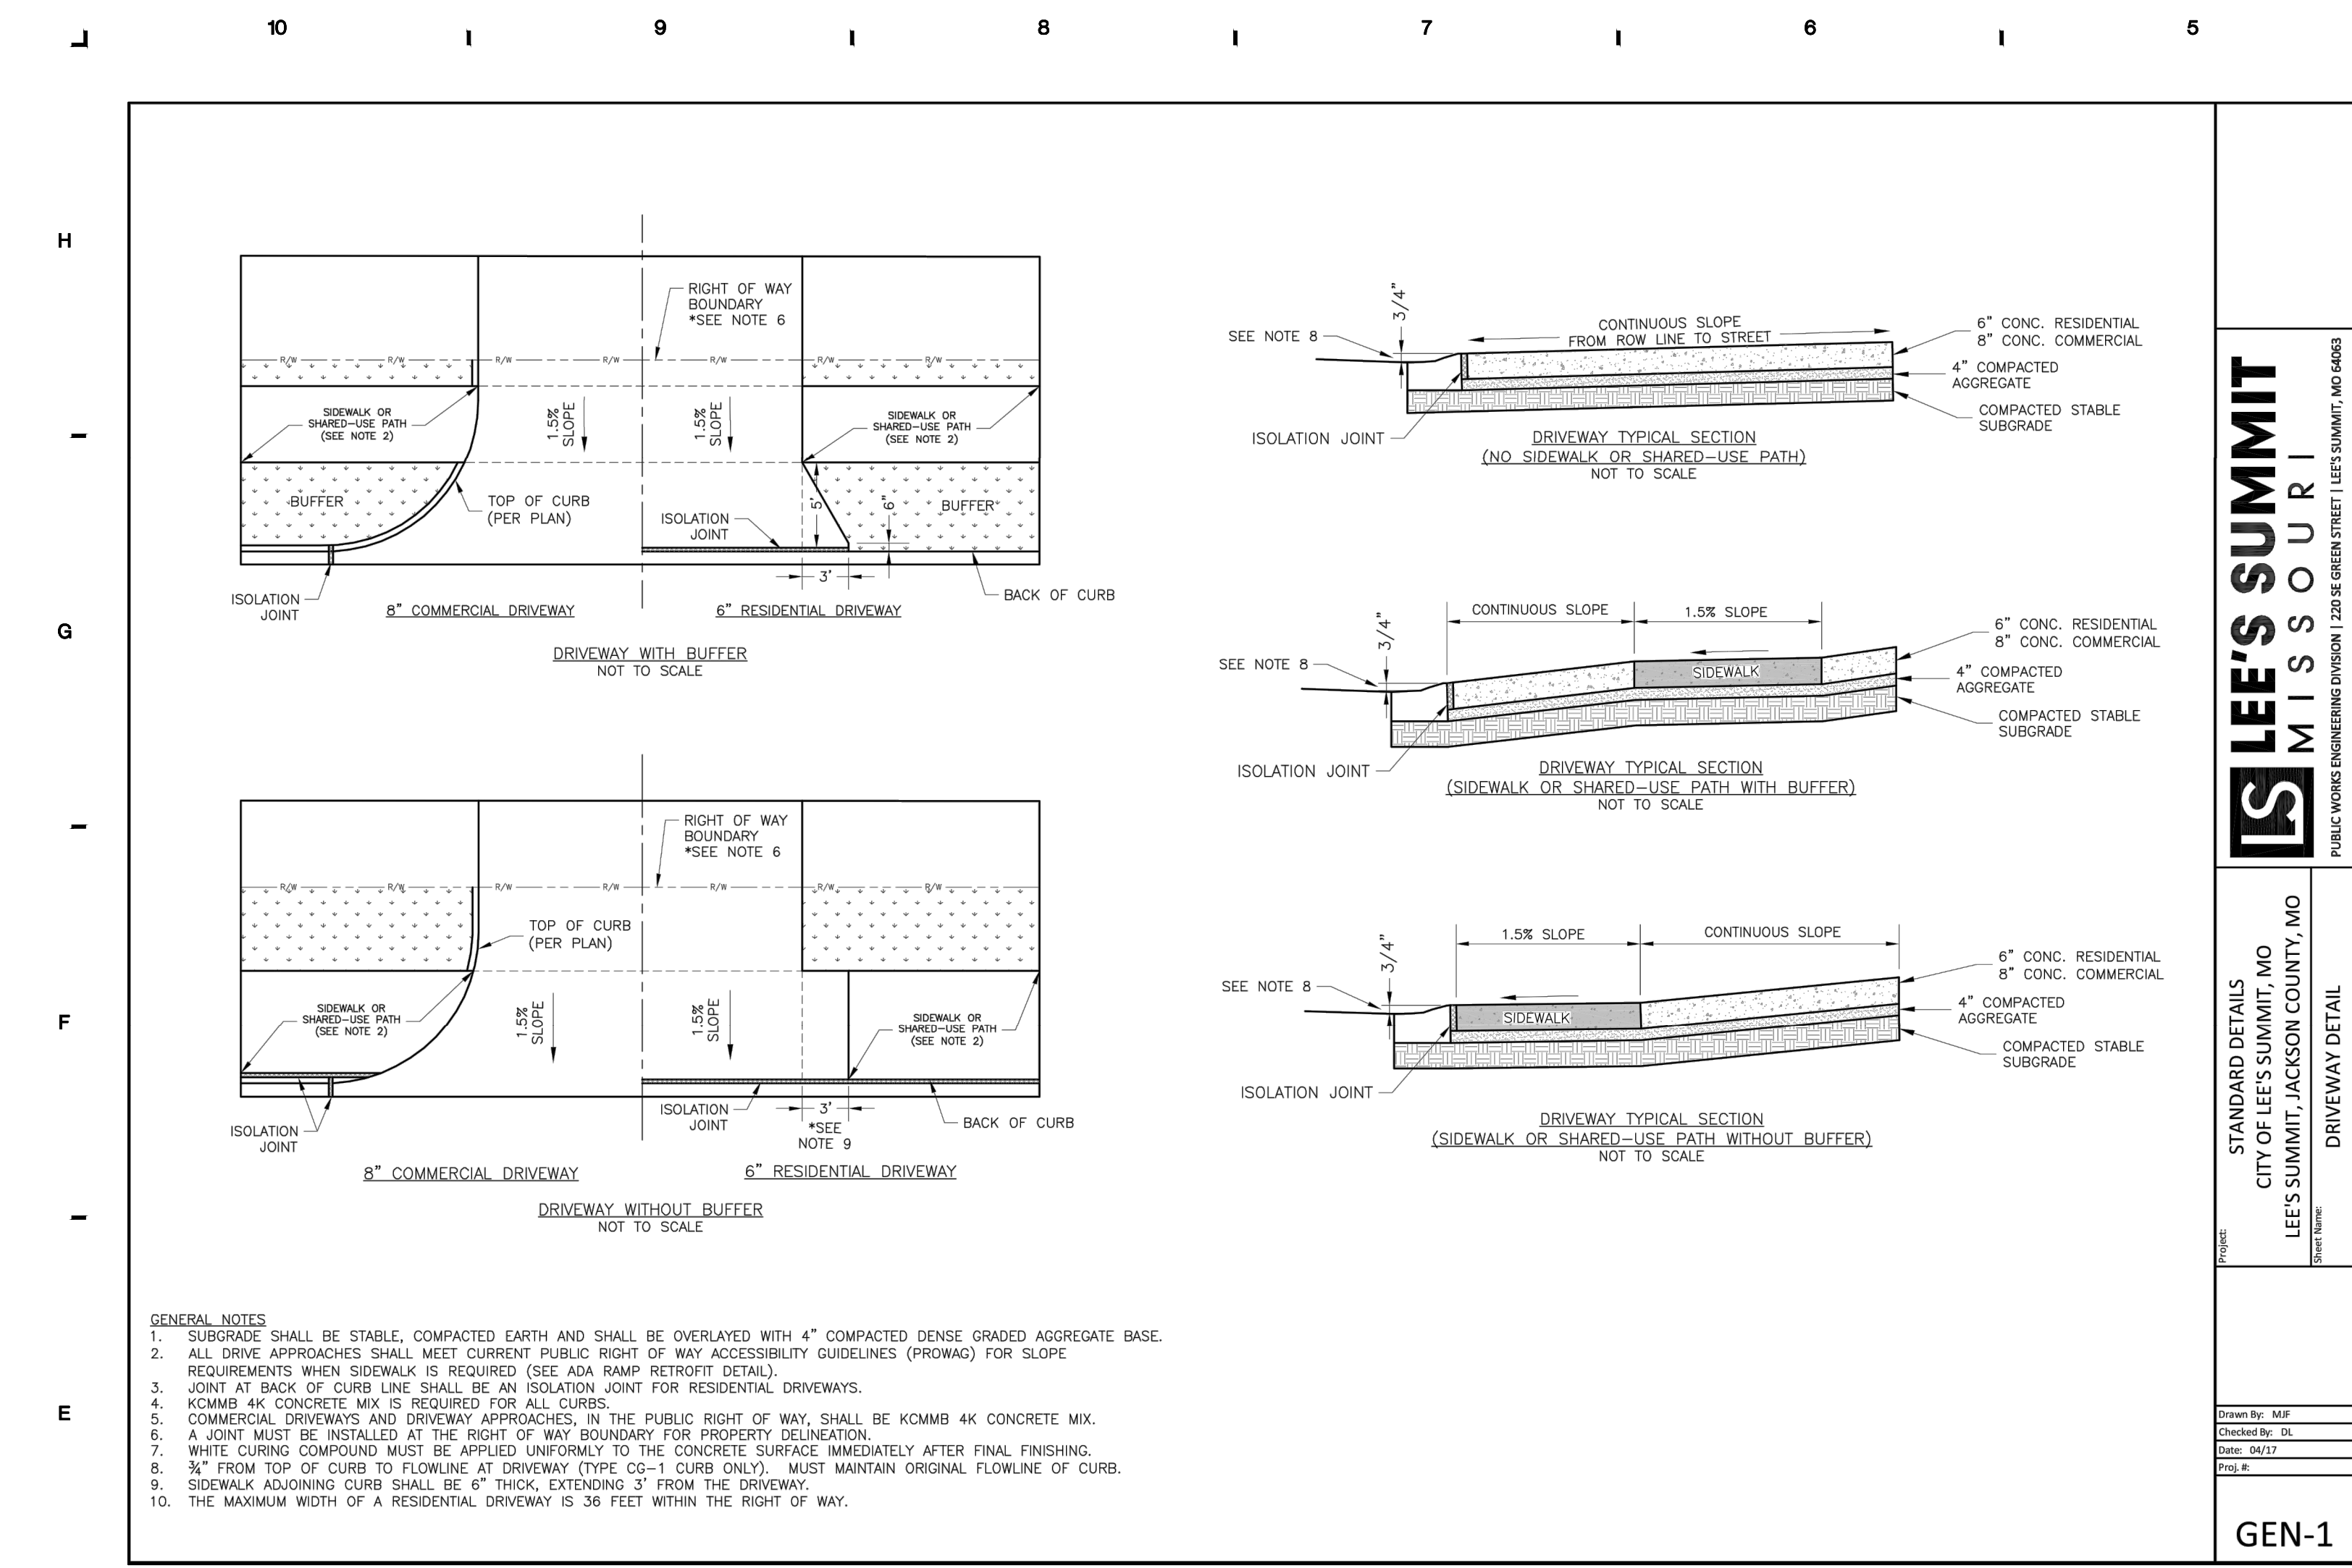 10 9 8 7 6 5
H
G
F
E
RIGHT OF WAY
BOUNDARY
*SEE NOTE 6
R/W R/W R/W R/W R/W R/W R/W
SIDEWALK OR
SHARED-USE PATH
(SEE NOTE 2)
1.5%
SLOPE
1.5%
SLOPE
SIDEWALK OR
SHARED-USE PATH
(SEE NOTE 2)
BUFFER
TOP OF CURB
(PER PLAN)
ISOLATION
JOINT
5'
6"
BUFFER
3'
BACK OF CURB
ISOLATION
JOINT
8" COMMERCIAL DRIVEWAY
6" RESIDENTIAL DRIVEWAY
DRIVEWAY WITH BUFFER
NOT TO SCALE
RIGHT OF WAY
BOUNDARY
*SEE NOTE 6
R/W R/W R/W R/W R/W R/W R/W
TOP OF CURB
(PER PLAN)
SIDEWALK OR
SHARED-USE PATH
(SEE NOTE 2)
1.5%
SLOPE
1.5%
SLOPE
SIDEWALK OR
SHARED-USE PATH
(SEE NOTE 2)
ISOLATION
JOINT
ISOLATION
JOINT
3'
*SEE
NOTE 9
BACK OF CURB
8" COMMERCIAL DRIVEWAY
6" RESIDENTIAL DRIVEWAY
DRIVEWAY WITHOUT BUFFER
NOT TO SCALE
3/4"
SEE NOTE 8
CONTINUOUS SLOPE
FROM ROW LINE TO STREET
6" CONC. RESIDENTIAL
8" CONC. COMMERCIAL
4" COMPACTED
AGGREGATE
COMPACTED STABLE
SUBGRADE
ISOLATION JOINT
DRIVEWAY TYPICAL SECTION
(NO SIDEWALK OR SHARED-USE PATH)
NOT TO SCALE
3/4"
CONTINUOUS SLOPE
1.5% SLOPE
SEE NOTE 8
SIDEWALK
6" CONC. RESIDENTIAL
8" CONC. COMMERCIAL
4" COMPACTED
AGGREGATE
COMPACTED STABLE
SUBGRADE
ISOLATION JOINT
DRIVEWAY TYPICAL SECTION
(SIDEWALK OR SHARED-USE PATH WITH BUFFER)
NOT TO SCALE
3/4"
1.5% SLOPE
CONTINUOUS SLOPE
SEE NOTE 8
SIDEWALK
6" CONC. RESIDENTIAL
8" CONC. COMMERCIAL
4" COMPACTED
AGGREGATE
COMPACTED STABLE
SUBGRADE
ISOLATION JOINT
DRIVEWAY TYPICAL SECTION
(SIDEWALK OR SHARED-USE PATH WITHOUT BUFFER)
NOT TO SCALE
GENERAL NOTES
1. SUBGRADE SHALL BE STABLE, COMPACTED EARTH AND SHALL BE OVERLAYED WITH 4" COMPACTED DENSE GRADED AGGREGATE BASE.
2. ALL DRIVE APPROACHES SHALL MEET CURRENT PUBLIC RIGHT OF WAY ACCESSIBILITY GUIDELINES (PROWAG) FOR SLOPE
REQUIREMENTS WHEN SIDEWALK IS REQUIRED (SEE ADA RAMP RETROFIT DETAIL).
3. JOINT AT BACK OF CURB LINE SHALL BE AN ISOLATION JOINT FOR RESIDENTIAL DRIVEWAYS.
4. KCMMB 4K CONCRETE MIX IS REQUIRED FOR ALL CURBS.
5. COMMERCIAL DRIVEWAYS AND DRIVEWAY APPROACHES, IN THE PUBLIC RIGHT OF WAY, SHALL BE KCMMB 4K CONCRETE MIX.
6. A JOINT MUST BE INSTALLED AT THE RIGHT OF WAY BOUNDARY FOR PROPERTY DELINEATION.
7. WHITE CURING COMPOUND MUST BE APPLIED UNIFORMLY TO THE CONCRETE SURFACE IMMEDIATELY AFTER FINAL FINISHING.
8. ¾" FROM TOP OF CURB TO FLOWLINE AT DRIVEWAY (TYPE CG-1 CURB ONLY). MUST MAINTAIN ORIGINAL FLOWLINE OF CURB.
9. SIDEWALK ADJOINING CURB SHALL BE 6" THICK, EXTENDING 3' FROM THE DRIVEWAY.
10. THE MAXIMUM WIDTH OF A RESIDENTIAL DRIVEWAY IS 36 FEET WITHIN THE RIGHT OF WAY.
LS LEE'S SUMMIT
MISSOURI
PUBLIC WORKS ENGINEERING DIVISION | 220 SE GREEN STREET | LEE'S SUMMIT, MO 64063
Project:
STANDARD DETAILS
CITY OF LEE'S SUMMIT, MO
LEE'S SUMMIT, JACKSON COUNTY, MO
Sheet Name:
DRIVEWAY DETAIL
Drawn By: MJF
Checked By: DL
Date: 04/17
Proj. #:
GEN-1